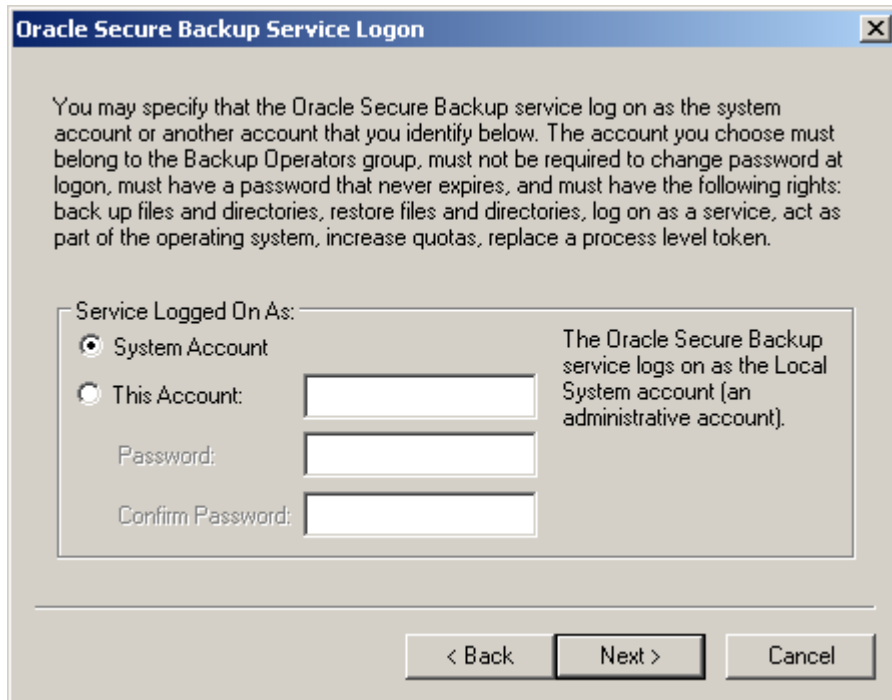 Oracle Secure Backup Service Logon
You may specify that the Oracle Secure Backup service log on as the system
account or another account that you identify below. The account you choose must
belong to the Backup Operators group, must not be required to change password at
logon, must have a password that never expires, and must have the following rights:
back up files and directories, restore files and directories, log on as a service, act as
part of the operating system, increase quotas, replace a process level token.
Service Logged On As:
System Account
This Account:
Password:
Confirm Password:
The Oracle Secure Backup
service logs on as the Local
System account (an
administrative account).
< Back
Next >
Cancel